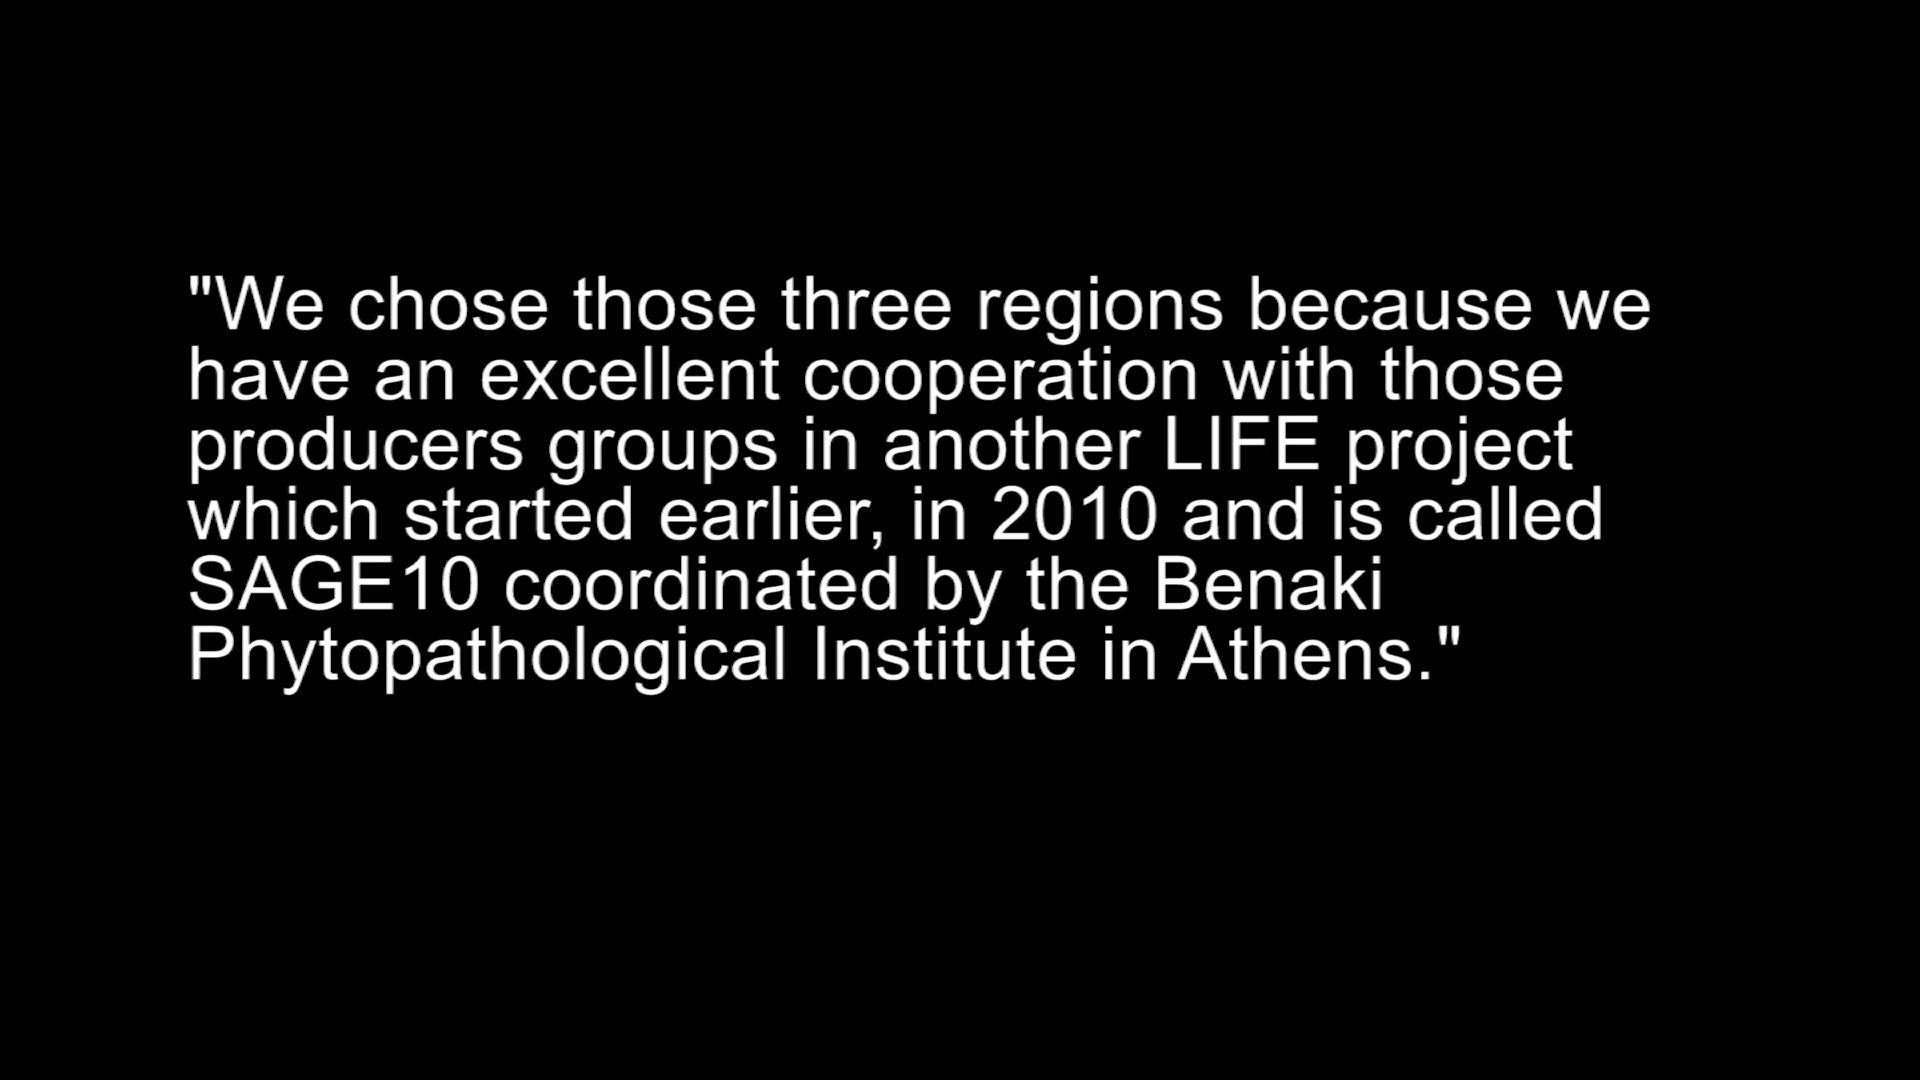 "We chose those three regions because we
have an excellent cooperation with those
producers groups in another LIFE project
which started earlier, in 2010 and is called
SAGE10 coordinated by the Benaki
Phytopathological Institute in Athens."